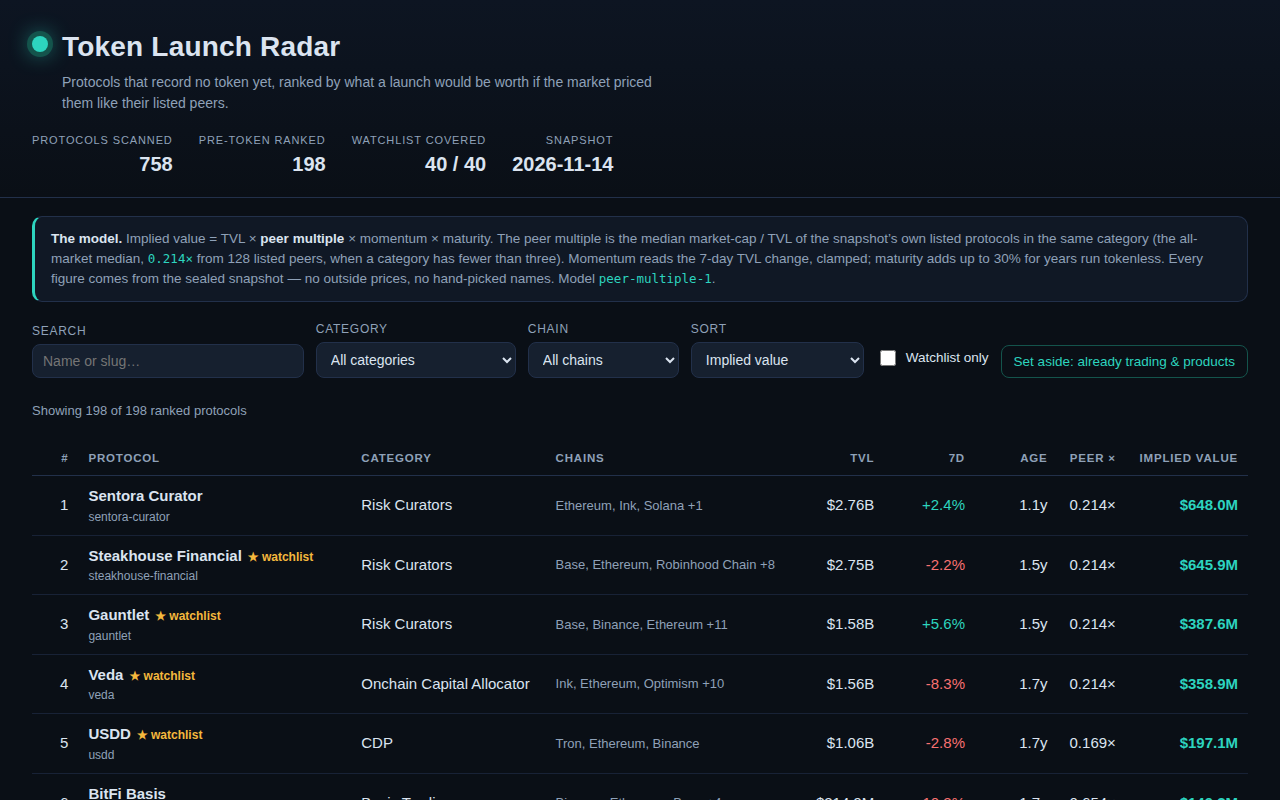 Token Launch Radar
Protocols that record no token yet, ranked by what a launch would be worth if the market priced
them like their listed peers.
PROTOCOLS SCANNED PRE-TOKEN RANKED WATCHLIST COVERED SNAPSHOT
758 198 40 / 40 2026-11-14
The model. Implied value = TVL × peer multiple × momentum × maturity. The peer multiple is the median market-cap / TVL of the snapshot's own listed protocols in the same category (the all-
market median, 0.214× from 128 listed peers, when a category has fewer than three). Momentum reads the 7-day TVL change, clamped; maturity adds up to 30% for years run tokenless. Every
figure comes from the sealed snapshot — no outside prices, no hand-picked names. Model peer-multiple-1.
SEARCH CATEGORY CHAIN SORT
Name or slug… All categories All chains Implied value Watchlist only Set aside: already trading & products
Showing 198 of 198 ranked protocols
# PROTOCOL CATEGORY CHAINS TVL 7D AGE PEER × IMPLIED VALUE
1 Sentora Curator Risk Curators Ethereum, Ink, Solana +1 $2.76B +2.4% 1.1y 0.214× $648.0M
sentora-curator
2 Steakhouse Financial ★ watchlist Risk Curators Base, Ethereum, Robinhood Chain +8 $2.75B -2.2% 1.5y 0.214× $645.9M
steakhouse-financial
3 Gauntlet ★ watchlist Risk Curators Base, Binance, Ethereum +11 $1.58B +5.6% 1.5y 0.214× $387.6M
gauntlet
4 Veda ★ watchlist Onchain Capital Allocator Ink, Ethereum, Optimism +10 $1.56B -8.3% 1.7y 0.214× $358.9M
veda
5 USDD ★ watchlist CDP Tron, Ethereum, Binance $1.06B -2.8% 1.7y 0.169× $197.1M
usdd
BitFi Basis